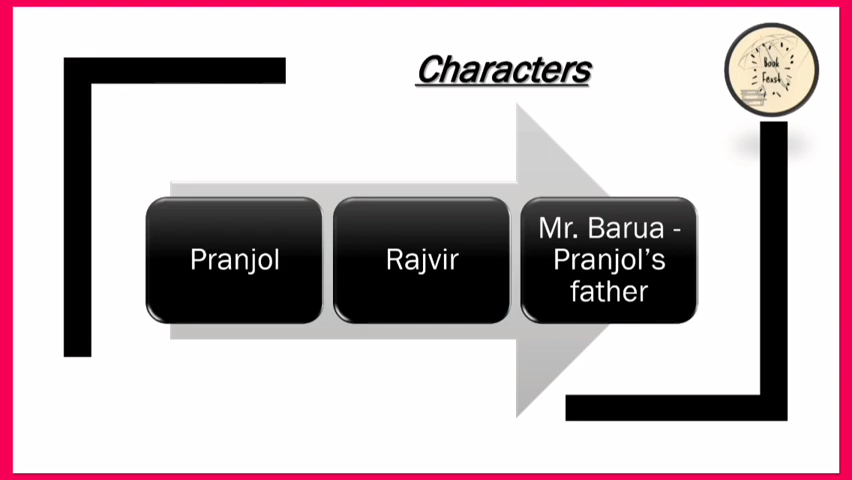 Characters
Book
Feast
Pranjol
Rajvir
Mr. Barua -
Pranjol's
father